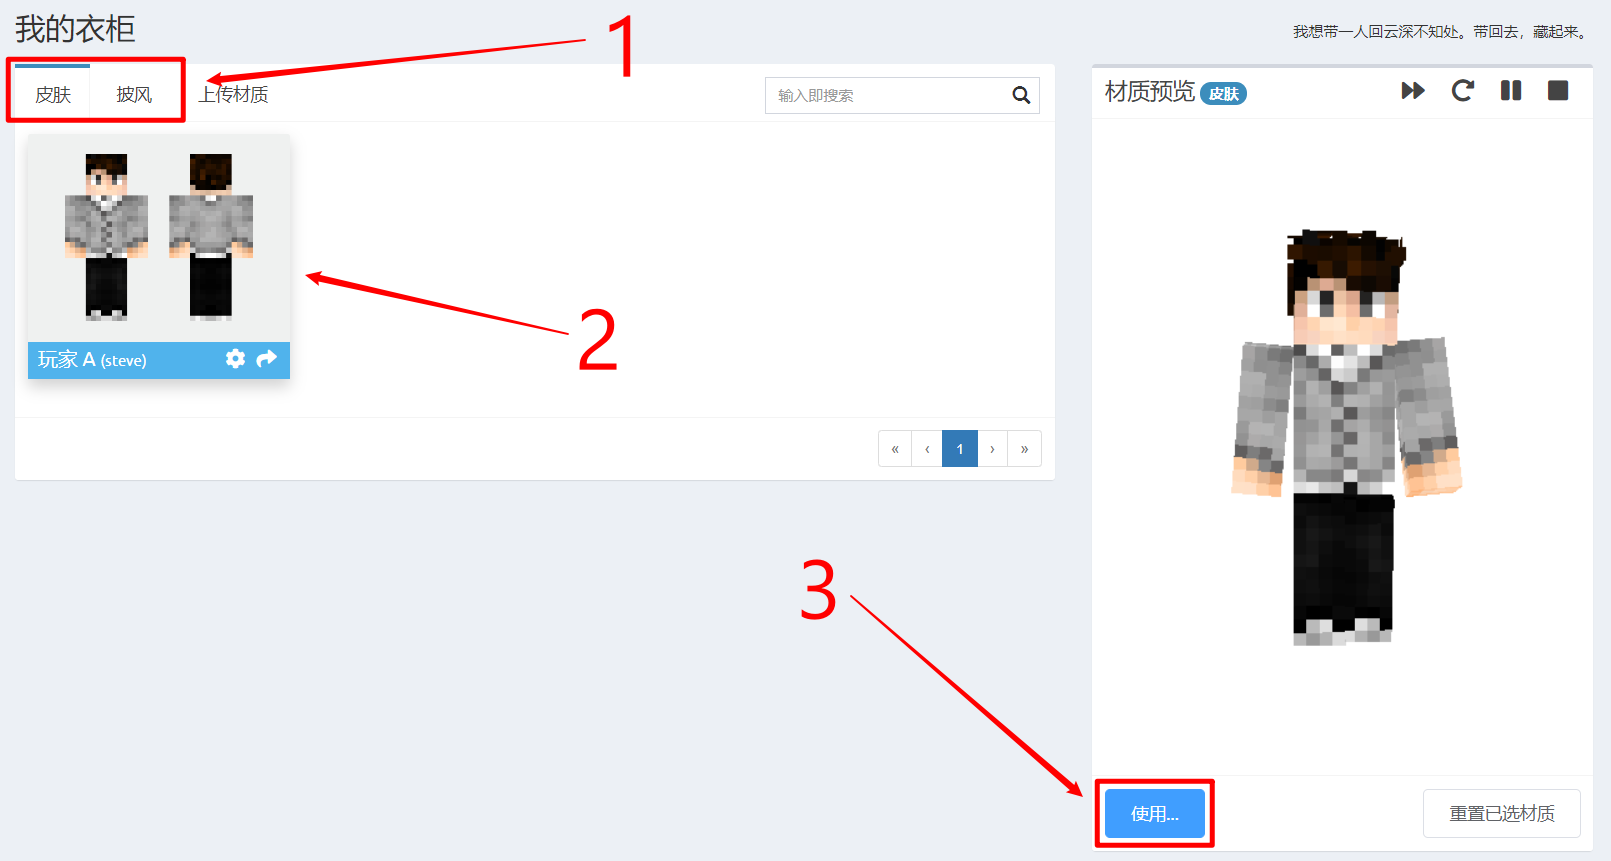 我的衣柜
我想带一人回云深不知处。带回去，藏起来。
1
皮肤
披风
上传材质
输入即搜索
材质预览 皮肤
玩家 A (steve)
2
« ‹ 1 › »
3
使用...
重置已选材质